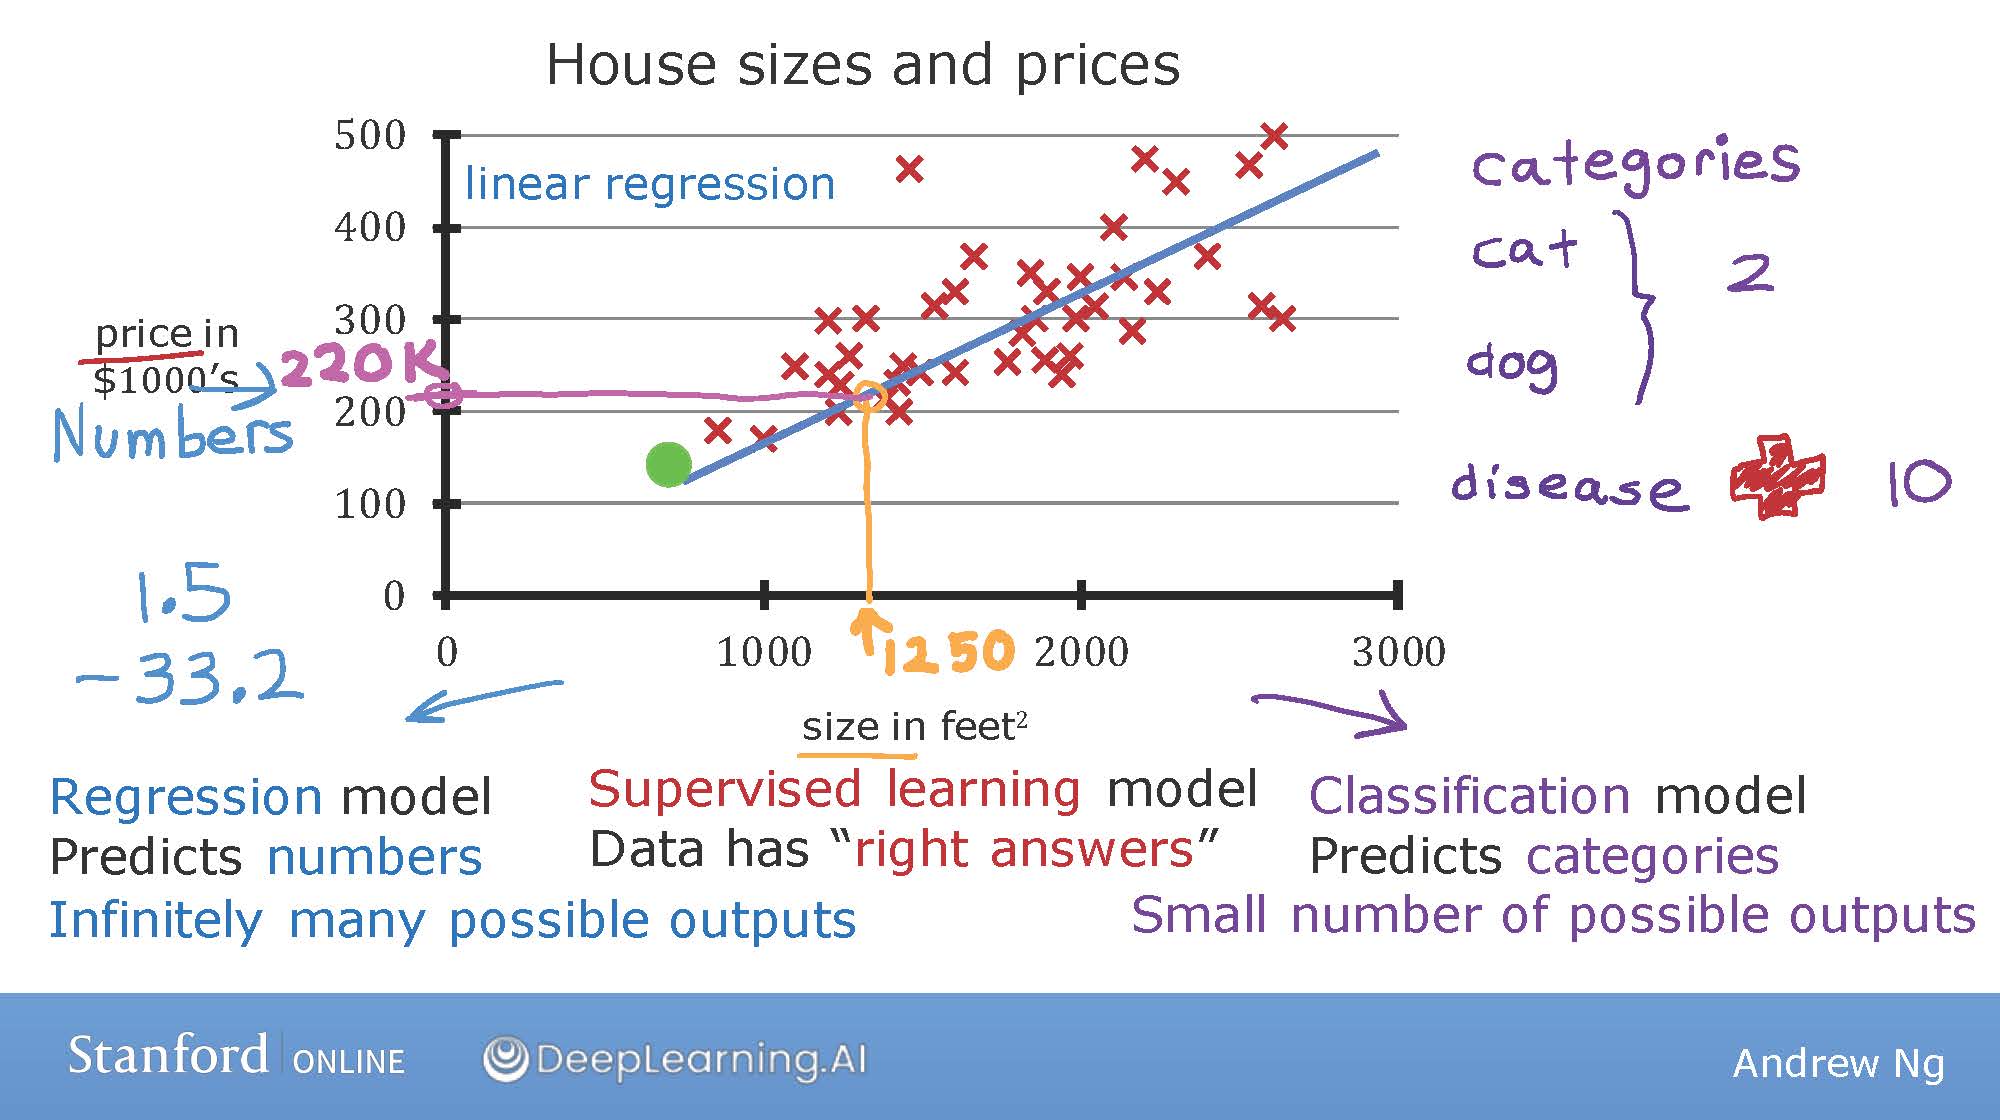 House sizes and prices
500
linear regression
400
300
200
100
0
price in
$1000's
220K
Numbers
1.5
-33.2
0
1000
1250
2000
3000
size in feet²
categories
cat
dog
2
disease
10
Regression model
Predicts numbers
Infinitely many possible outputs
Supervised learning model
Data has “right answers”
Classification model
Predicts categories
Small number of possible outputs
Stanford | ONLINE
DeepLearning.AI
Andrew Ng